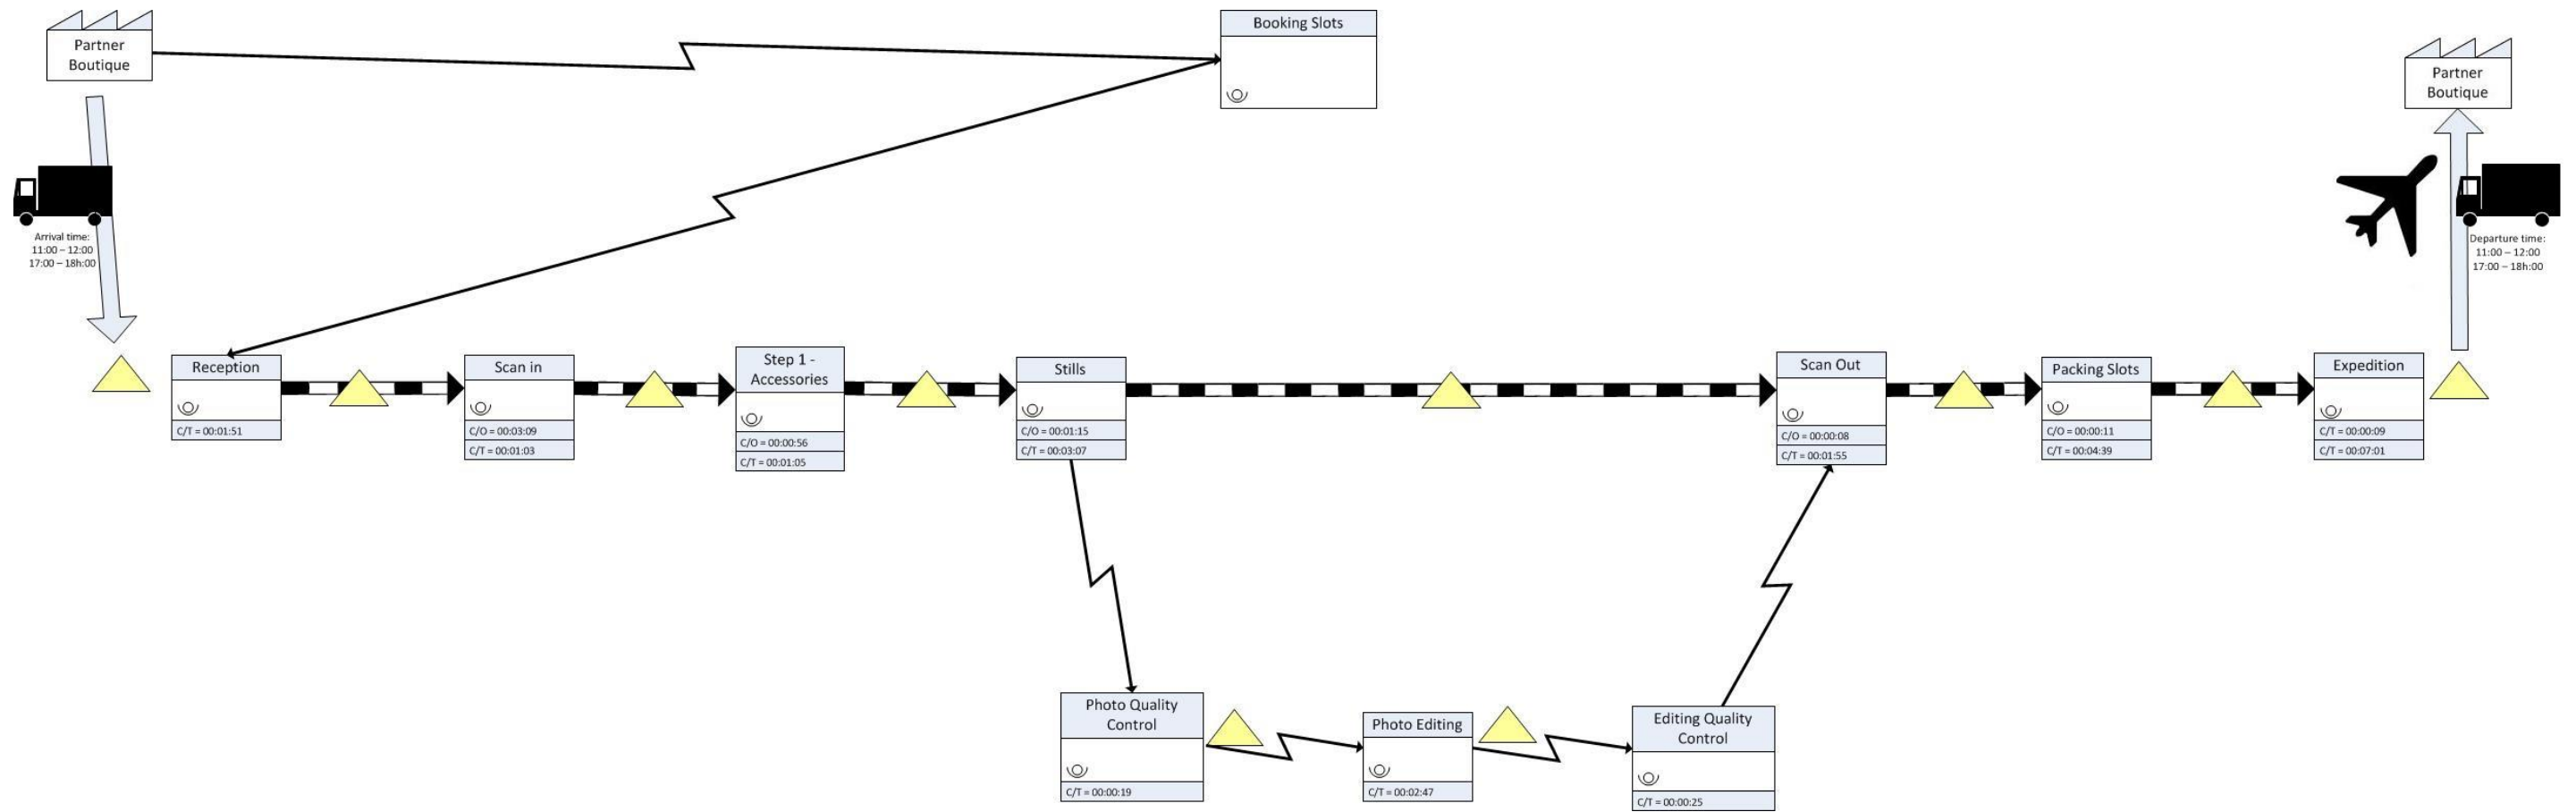 Partner
Boutique
Booking Slots
Partner
Boutique
Arrival time:
11:00 – 12:00
17:00 – 18h:00
Departure time:
11:00 – 12:00
17:00 – 18h:00
Reception
C/T = 00:01:51
Scan in
C/O = 00:03:09
C/T = 00:01:03
Step 1 -
Accessories
C/O = 00:00:56
C/T = 00:01:05
Stills
C/O = 00:01:15
C/T = 00:03:07
Scan Out
C/O = 00:00:08
C/T = 00:01:55
Packing Slots
C/O = 00:00:11
C/T = 00:04:39
Expedition
C/T = 00:00:09
C/T = 00:07:01
Photo Quality
Control
C/T = 00:00:19
Photo Editing
C/T = 00:02:47
Editing Quality
Control
C/T = 00:00:25